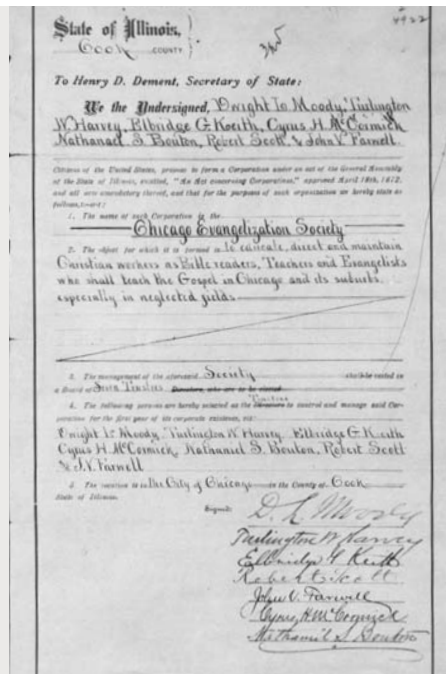 State of Illinois,
Cook COUNTY
4922
To Henry D. Dement, Secretary of State:
We the Undersigned, Dwight L. Moody, Turlington
W. Harvey, Elbridge G. Keith, Cyrus H. McCormick
Nathaniel S. Bouton, Robert Scott & John V. Farwell
Citizens of the United States, propose to form a Corporation under an act of the General Assembly
of the State of Illinois, entitled, "An Act concerning Corporations," approved April 18th, 1872,
and all acts amendatory thereof, and that for the purposes of such organization we hereby state as
follows, to-wit:
1. The name of such Corporation is the
Chicago Evangelization Society
2. The object for which it is formed is to educate, direct and maintain
Christian workers as Bible readers, Teachers and Evangelists
who shall teach the Gospel in Chicago and its suburbs
especially in neglected fields
3. The management of the aforesaid Society shall be vested in
a Board of Seven Trustees Directors, who are to be elected
Trustees
4. The following persons are hereby selected as the Directors to control and manage said Cor-
poration for the first year of its corporate existence, viz:
Dwight L. Moody, Turlington W. Harvey, Elbridge G. Keith
Cyrus H. McCormick, Nathaniel S. Bouton, Robert Scott
& J. V. Farwell
5. The location is in the City of Chicago in the County of Cook
State of Illinois.
Signed:
D. L. Moody
Turlington W Harvey
Elbridge G Keith
Robert Scott
John V. Farwell
Cyrus H McCormick
Nathaniel S. Bouton